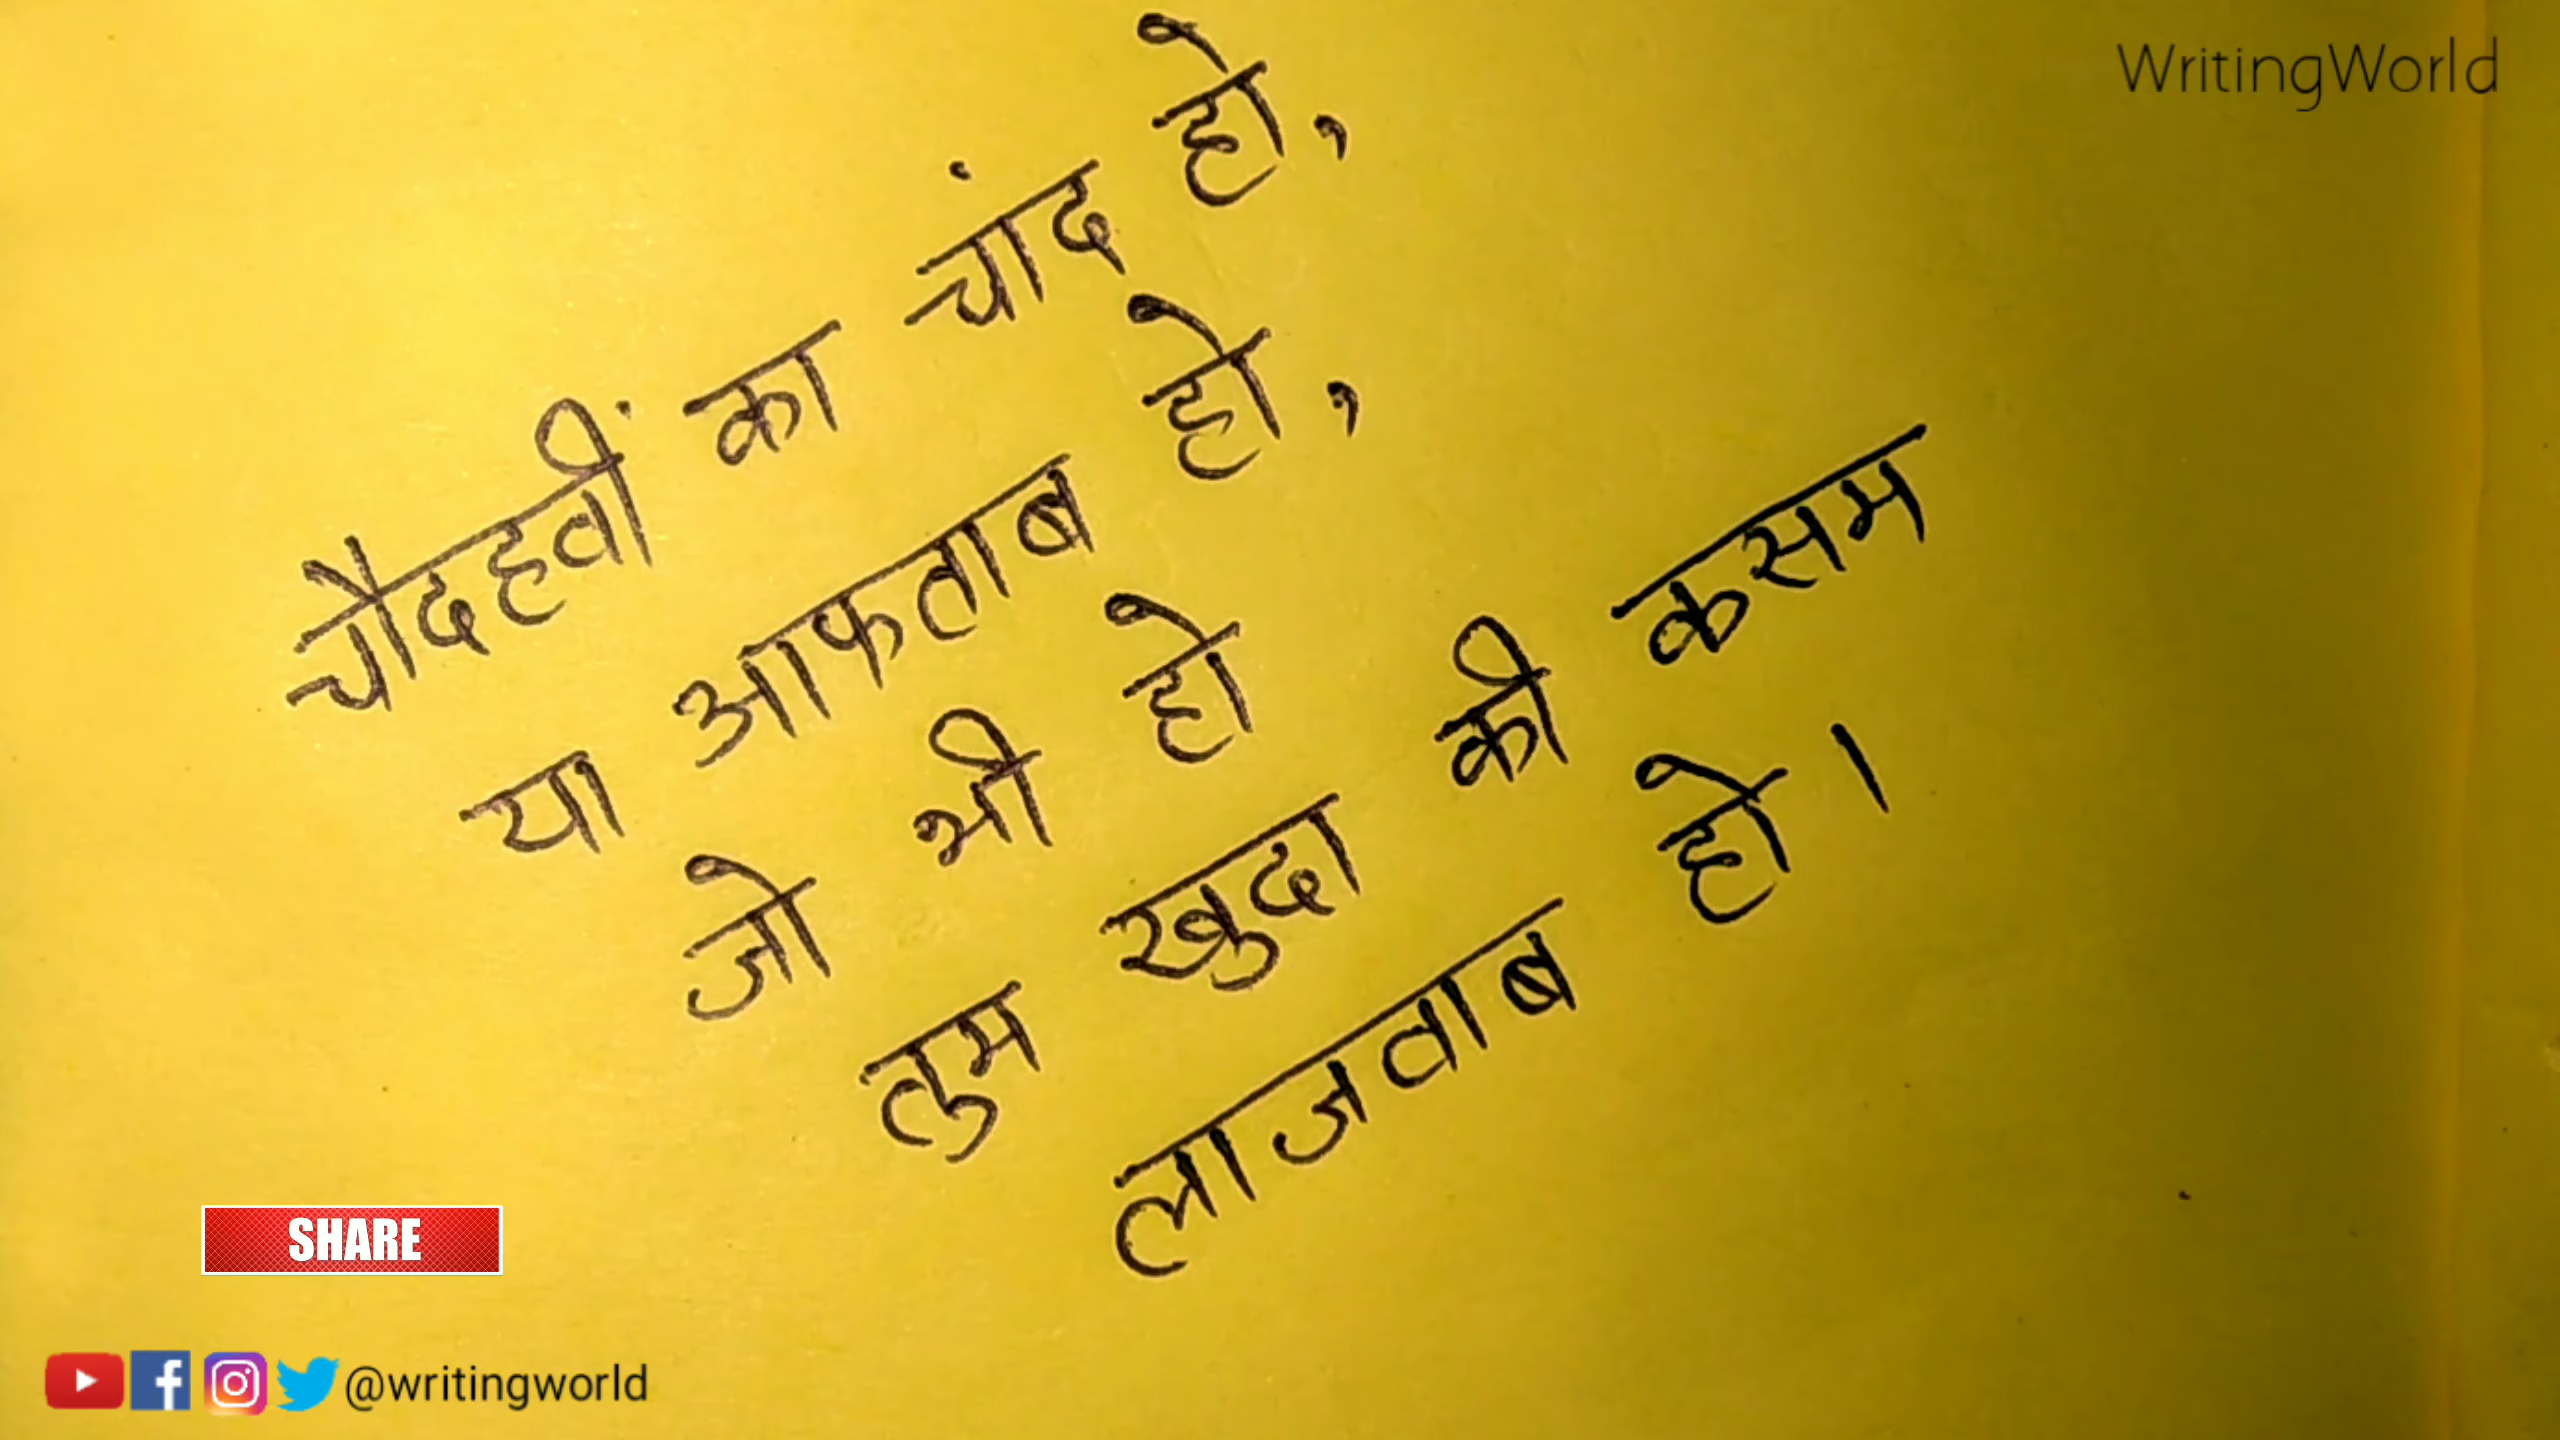 WritingWorld
चौदहवीं का चांद हो,
या आफताब हो,
जो भी हो
तुम खुदा की कसम
लाजवाब हो।
SHARE
@writingworld